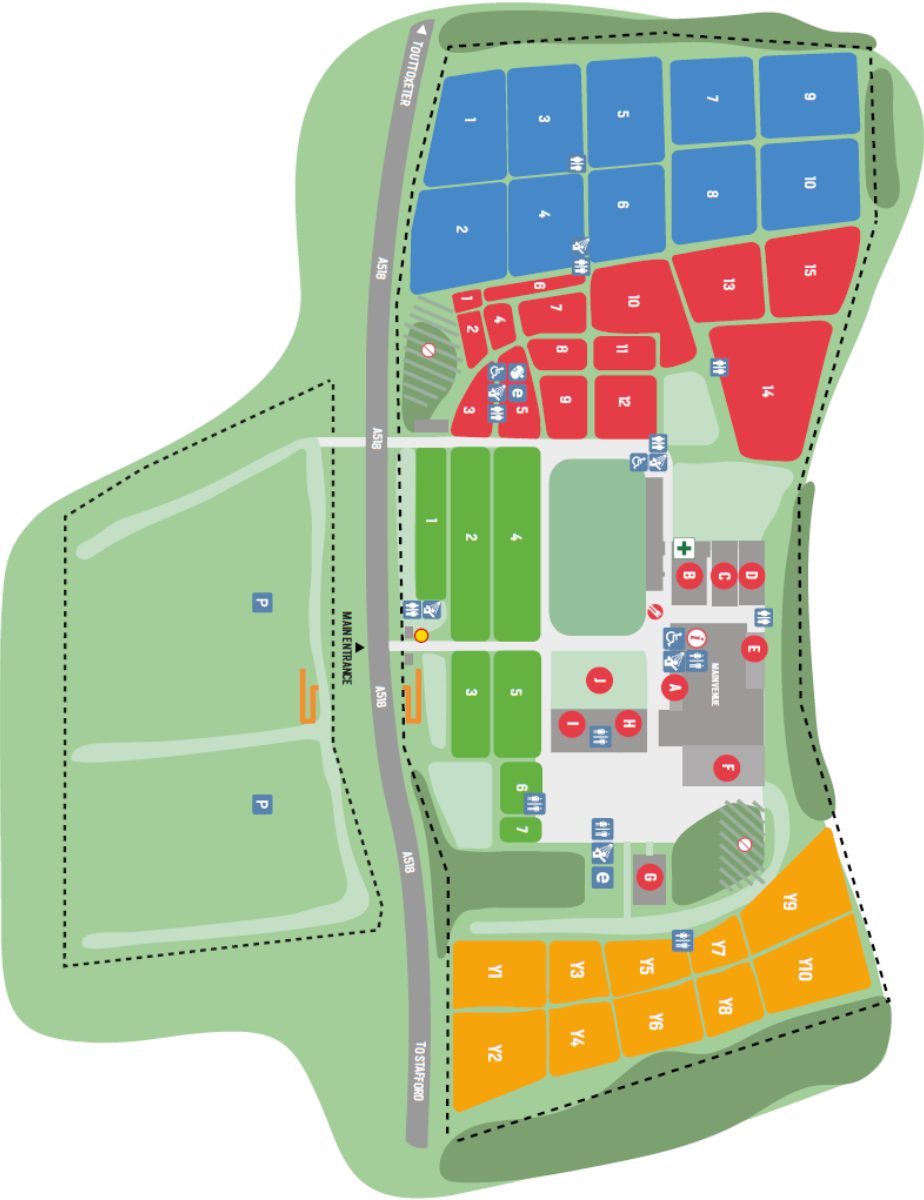 9
10
7
8
5
6
3
4
1
2
15
13
14
10
11
12
6
7
8
9
1
4
2
3
5
e
D
C
B
E
i
A
MAIN VENUE
F
J
H
I
G
e
4
2
1
5
3
6
7
Y9
Y10
Y7
Y8
Y5
Y6
Y3
Y4
Y1
Y2
TO UTTOXETER
A518
A518
A518
A518
TO STAFFORD
MAIN ENTRANCE
P
P